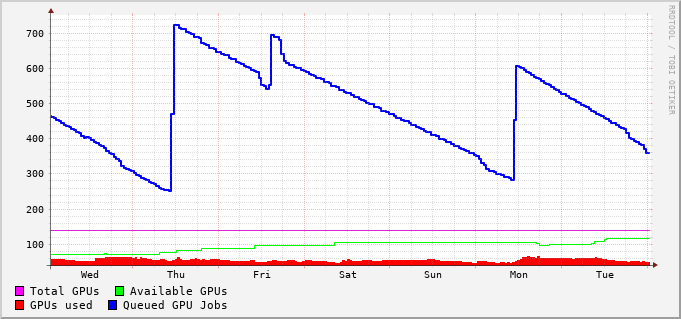 700
600
500
400
300
200
100
Wed Thu Fri Sat Sun Mon Tue
Total GPUs Available GPUs
GPUs used Queued GPU Jobs
RRDTOOL / TOBI OETIKER